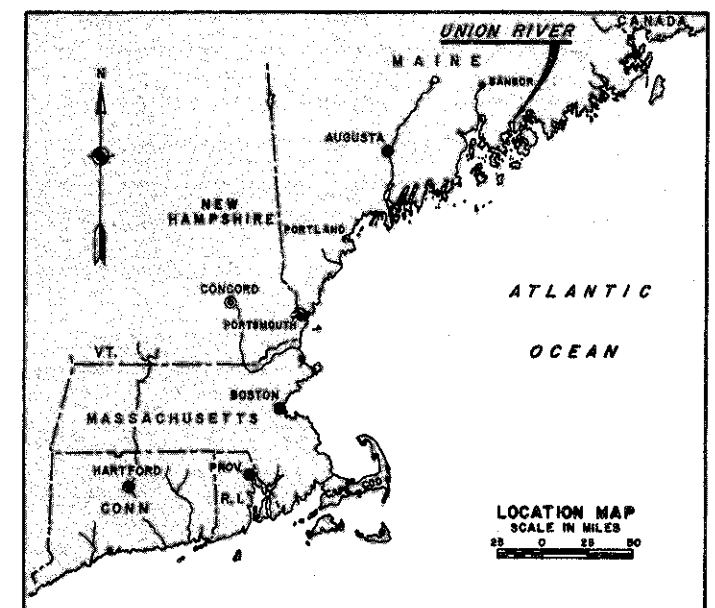 CANADA
UNION RIVER
MAINE
BANGOR
N
AUGUSTA
NEW
HAMPSHIRE
PORTLAND
CONCORD
ATLANTIC
PORTSMOUTH
OCEAN
VT.
BOSTON
MASSACHUSETTS
HARTFORD
PROV.
CAPE COD
R.I.
CONN
LOCATION MAP
SCALE IN MILES
25 0 25 50